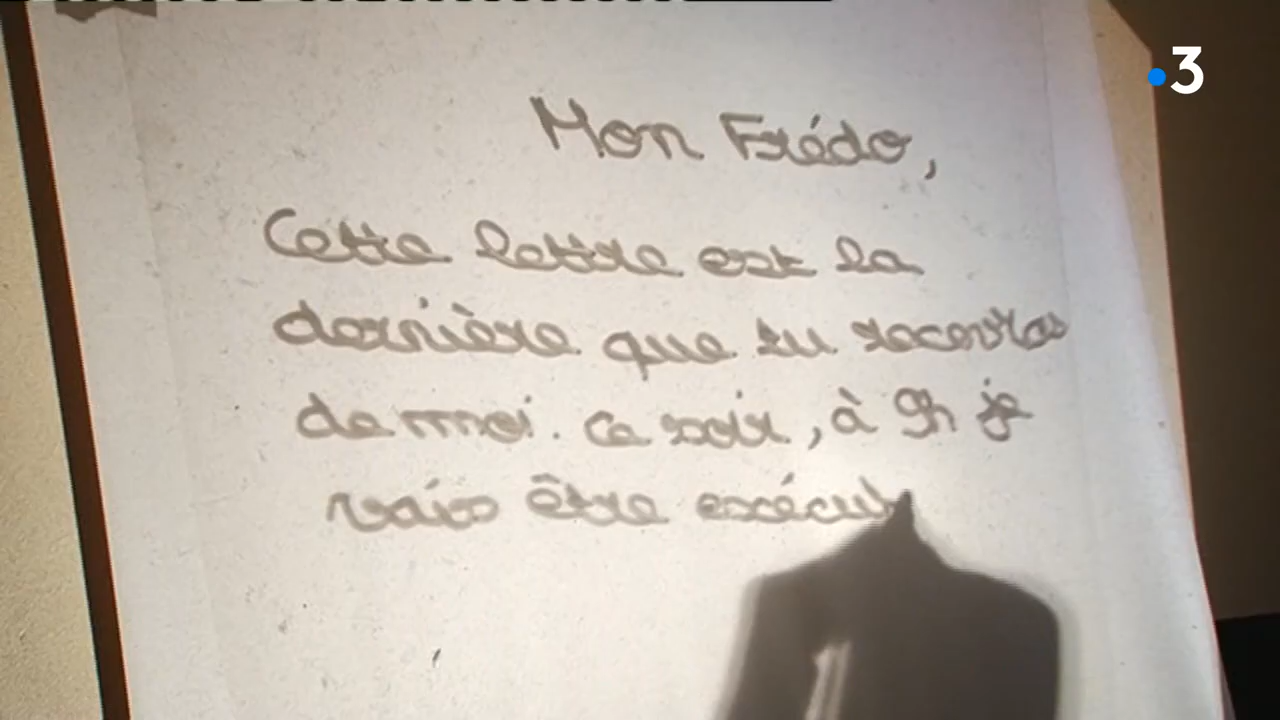 3
Mon Frédo,
Cette lettre est la
dernière que tu recevras
de moi. Ce soir, à 9h je
vais être exécut